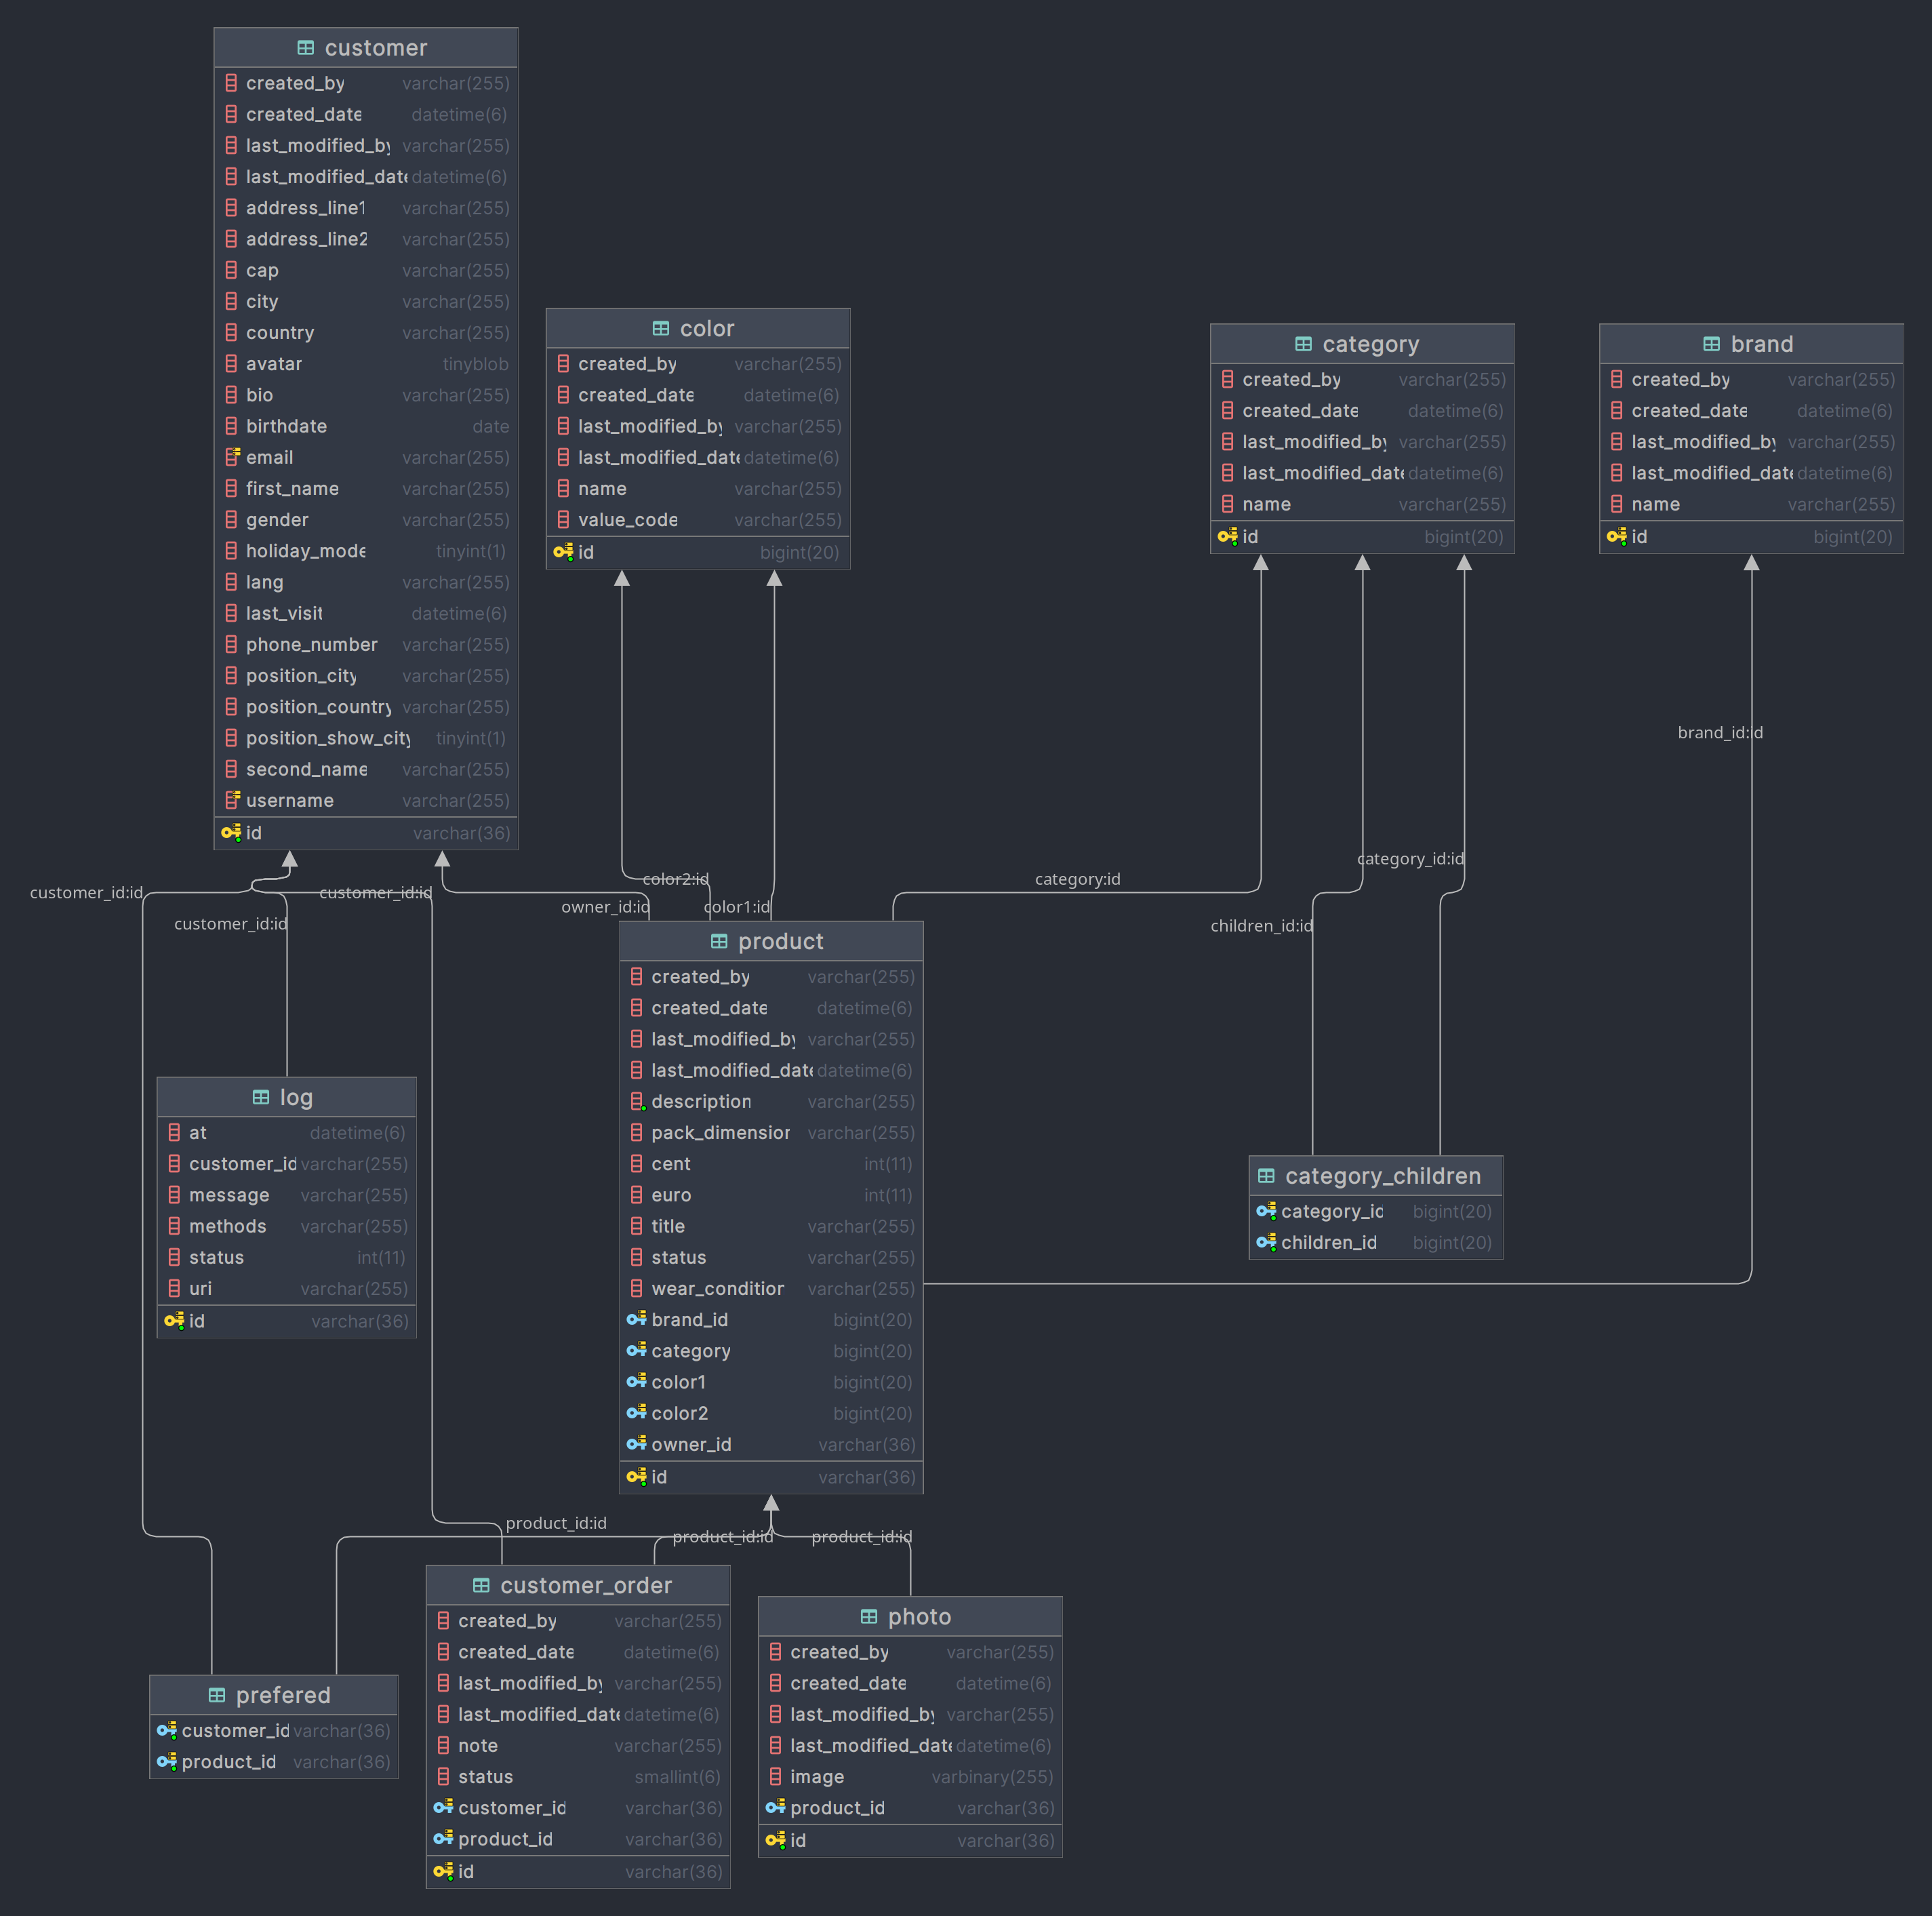 customer
created_by varchar(255)
created_date datetime(6)
last_modified_by varchar(255)
last_modified_date datetime(6)
address_line1 varchar(255)
address_line2 varchar(255)
cap varchar(255)
city varchar(255)
country varchar(255)
avatar tinyblob
bio varchar(255)
birthdate date
email varchar(255)
first_name varchar(255)
gender varchar(255)
holiday_mode tinyint(1)
lang varchar(255)
last_visit datetime(6)
phone_number varchar(255)
position_city varchar(255)
position_country varchar(255)
position_show_city tinyint(1)
second_name varchar(255)
username varchar(255)
id varchar(36)
color
created_by varchar(255)
created_date datetime(6)
last_modified_by varchar(255)
last_modified_date datetime(6)
name varchar(255)
value_code varchar(255)
id bigint(20)
category
created_by varchar(255)
created_date datetime(6)
last_modified_by varchar(255)
last_modified_date datetime(6)
name varchar(255)
id bigint(20)
brand
created_by varchar(255)
created_date datetime(6)
last_modified_by varchar(255)
last_modified_date datetime(6)
name varchar(255)
id bigint(20)
brand_id:id
category_id:id
color2:id
category:id
customer_id:id
customer_id:id
owner_id:id
color1:id
customer_id:id
children_id:id
product
created_by varchar(255)
created_date datetime(6)
last_modified_by varchar(255)
last_modified_date datetime(6)
description varchar(255)
pack_dimension varchar(255)
cent int(11)
euro int(11)
title varchar(255)
status varchar(255)
wear_condition varchar(255)
brand_id bigint(20)
category bigint(20)
color1 bigint(20)
color2 bigint(20)
owner_id varchar(36)
id varchar(36)
log
at datetime(6)
customer_id varchar(255)
message varchar(255)
methods varchar(255)
status int(11)
uri varchar(255)
id varchar(36)
category_children
category_id bigint(20)
children_id bigint(20)
product_id:id
product_id:id
product_id:id
customer_order
created_by varchar(255)
created_date datetime(6)
last_modified_by varchar(255)
last_modified_date datetime(6)
note varchar(255)
status smallint(6)
customer_id varchar(36)
product_id varchar(36)
id varchar(36)
photo
created_by varchar(255)
created_date datetime(6)
last_modified_by varchar(255)
last_modified_date datetime(6)
image varbinary(255)
product_id varchar(36)
id varchar(36)
prefered
customer_id varchar(36)
product_id varchar(36)